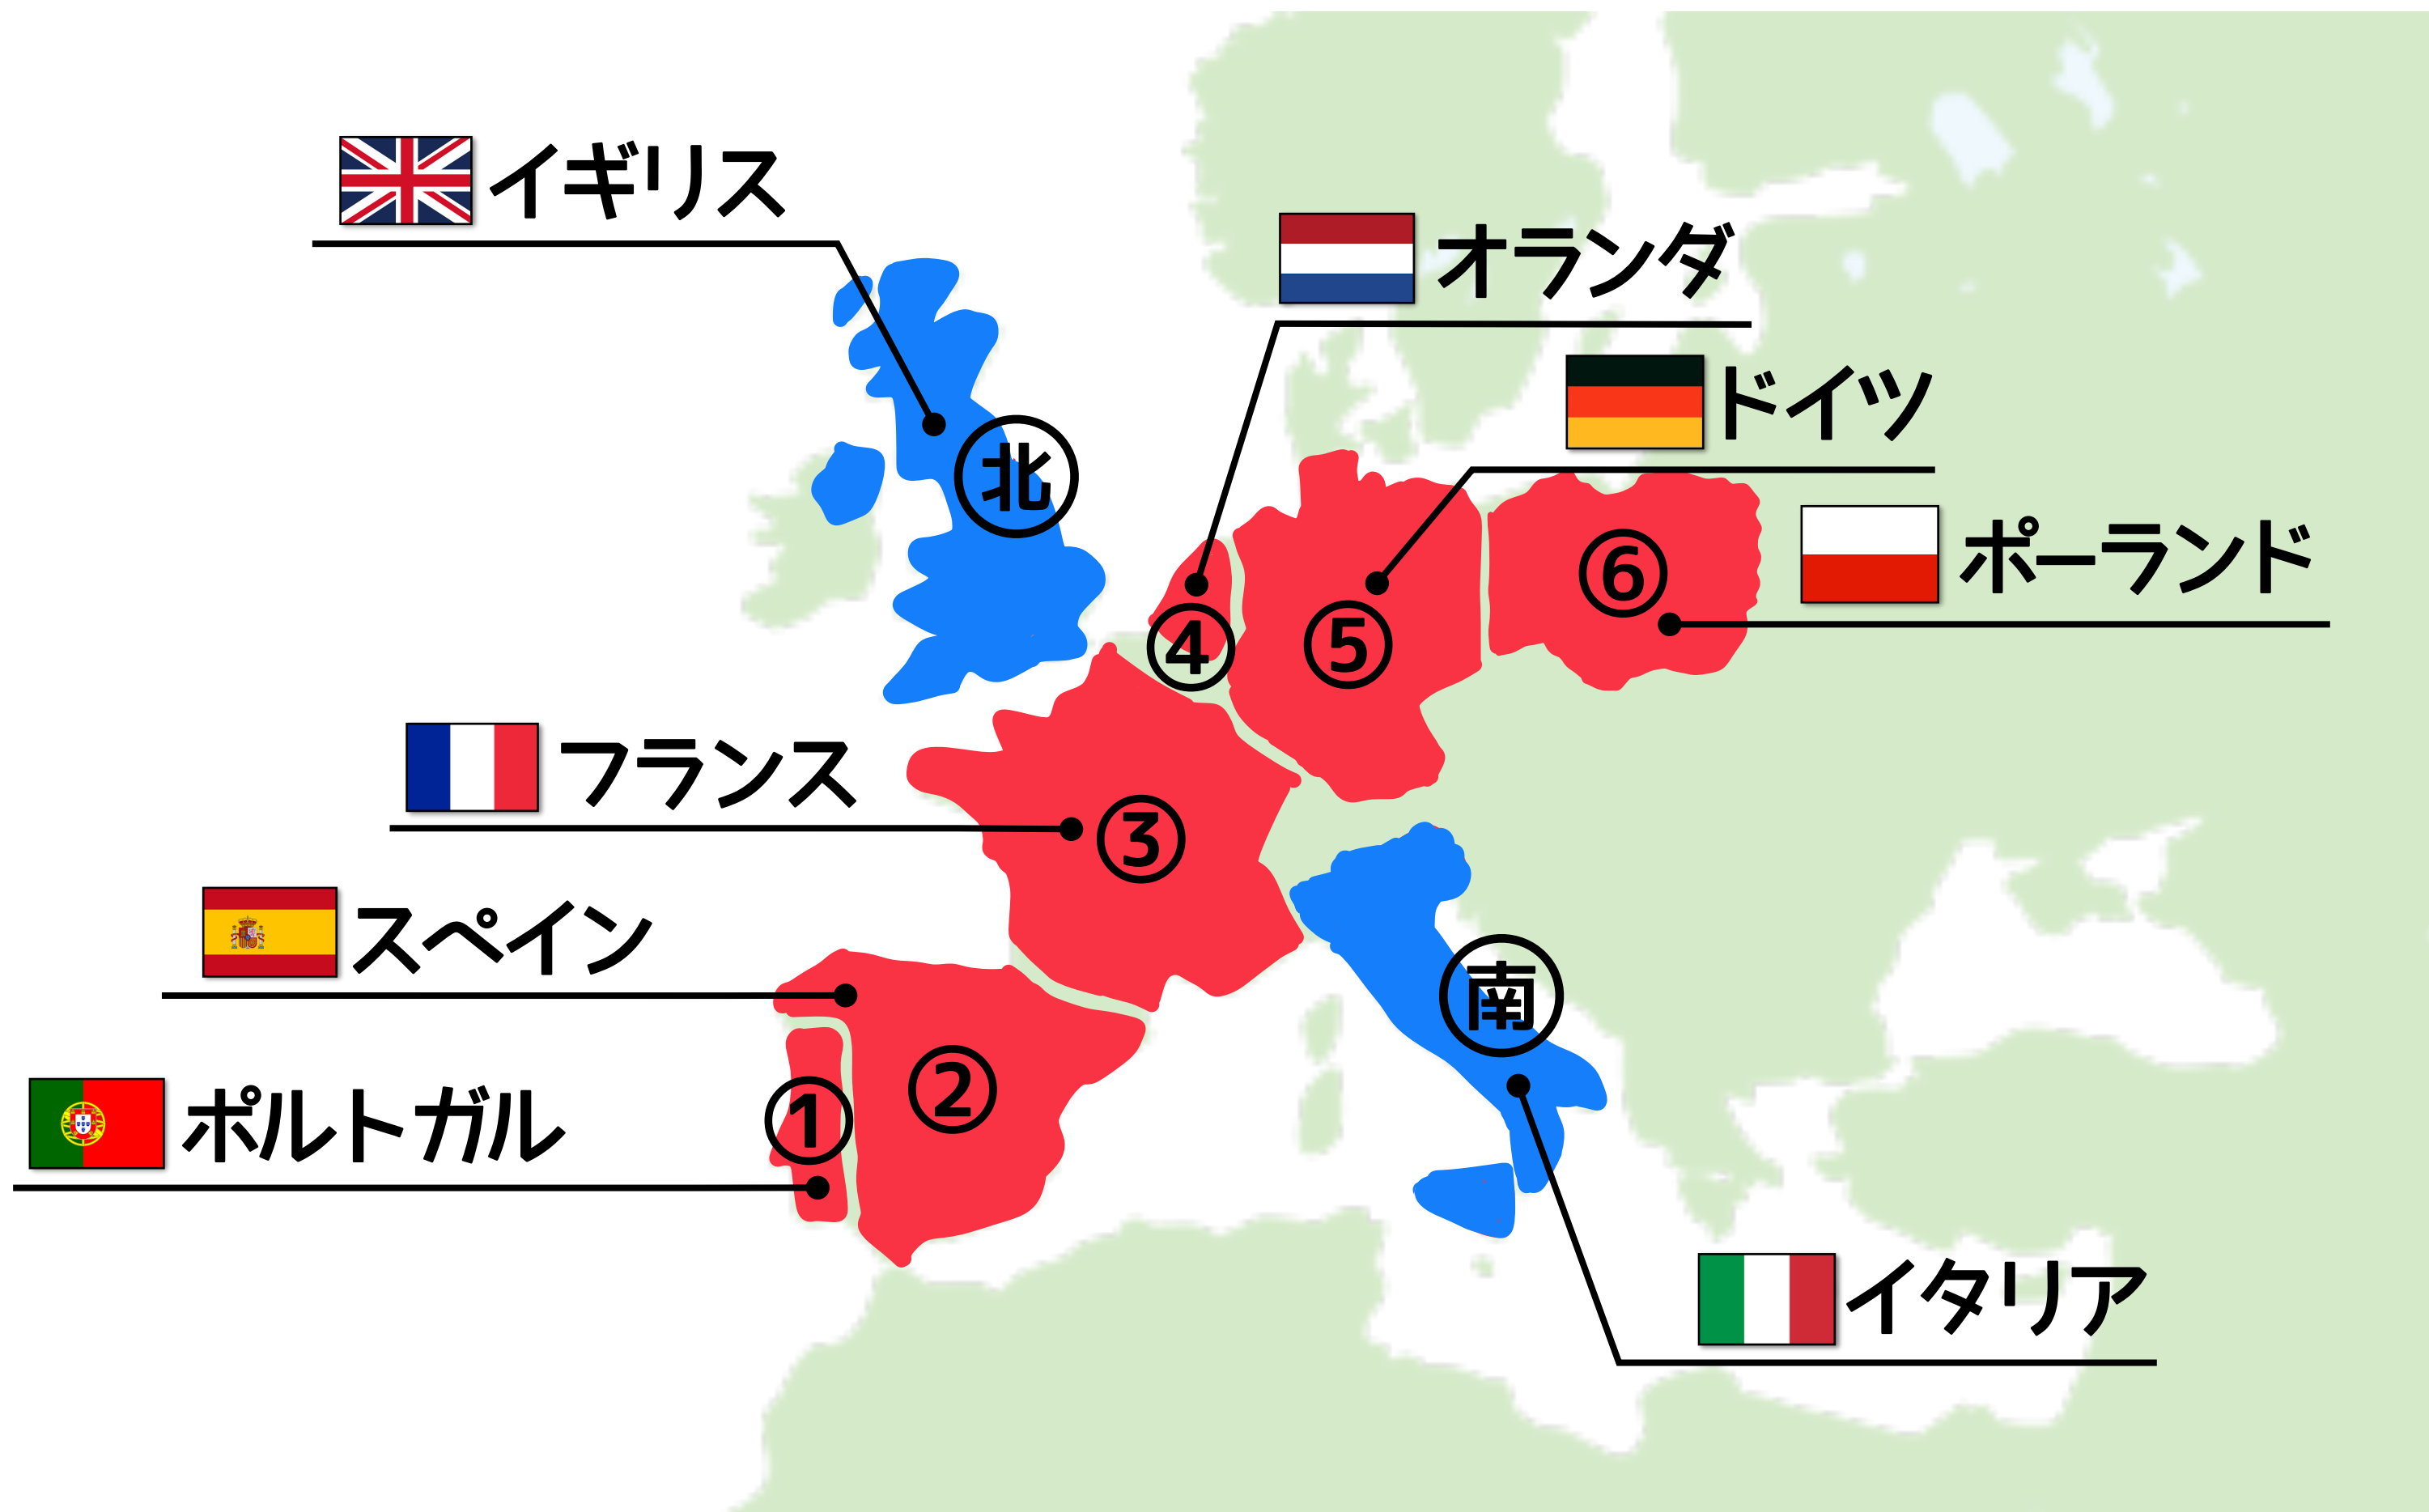 イギリス
オランダ
ドイツ
北
ポーランド
⑥
④
⑤
フランス
③
スペイン
南
②
ポルトガル
①
イタリア